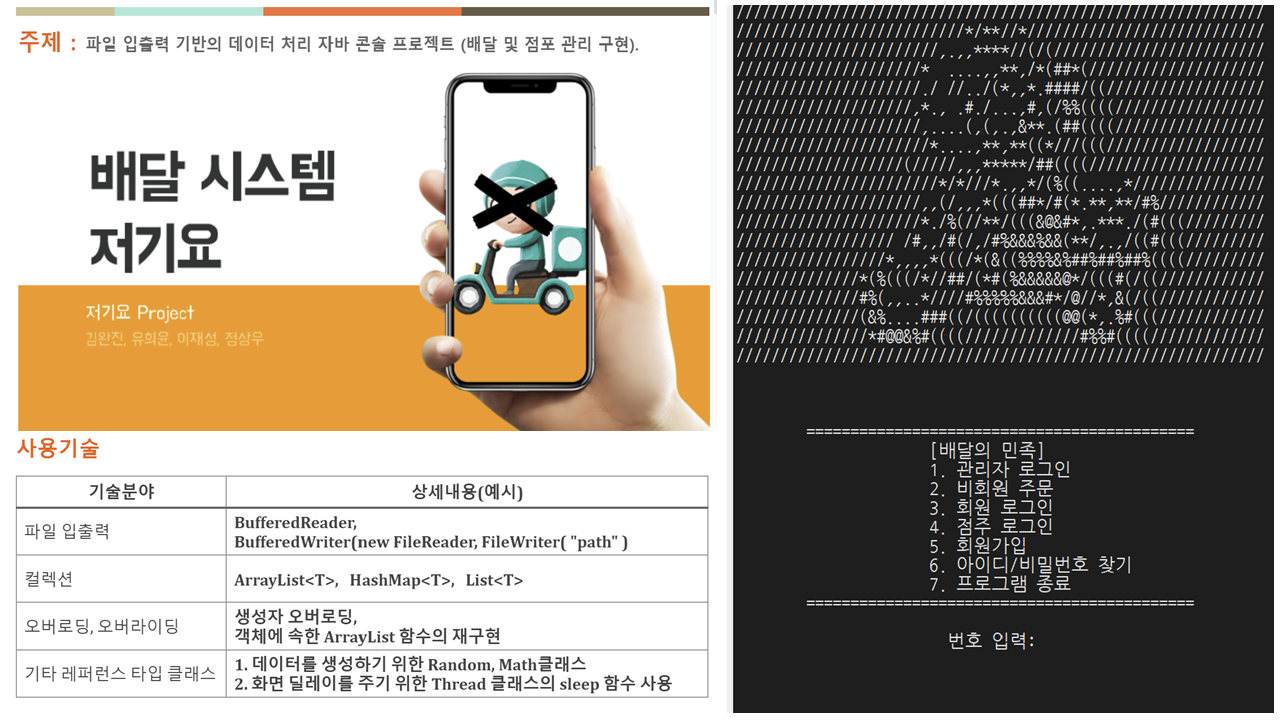 주제 : 파일 입출력 기반의 데이터 처리 자바 콘솔 프로젝트 (배달 및 점포 관리 구현).
배달 시스템
저기요
저기요 Project
김완진, 유희윤, 이재성, 정상우
사용기술
기술분야 상세내용(예시)
파일 입출력 BufferedReader,
BufferedWriter(new FileReader, FileWriter( "path" )
컬렉션 ArrayList<T>, HashMap<T>, List<T>
오버로딩, 오버라이딩 생성자 오버로딩,
객체에 속한 ArrayList 함수의 재구현
기타 레퍼런스 타입 클래스 1. 데이터를 생성하기 위한 Random, Math클래스
2. 화면 딜레이를 주기 위한 Thread 클래스의 sleep 함수 사용
============================================
[배달의 민족]
1. 관리자 로그인
2. 비회원 주문
3. 회원 로그인
4. 점주 로그인
5. 회원가입
6. 아이디/비밀번호 찾기
7. 프로그램 종료
============================================
번호 입력: